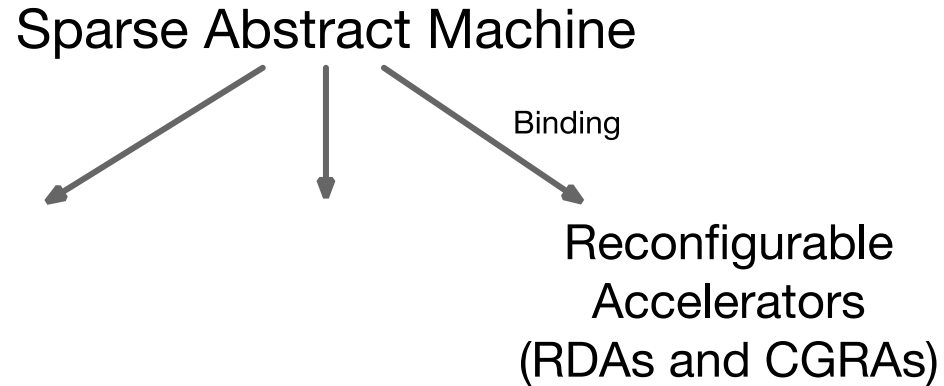 Sparse Abstract Machine
Binding
Reconfigurable
Accelerators
(RDAs and CGRAs)